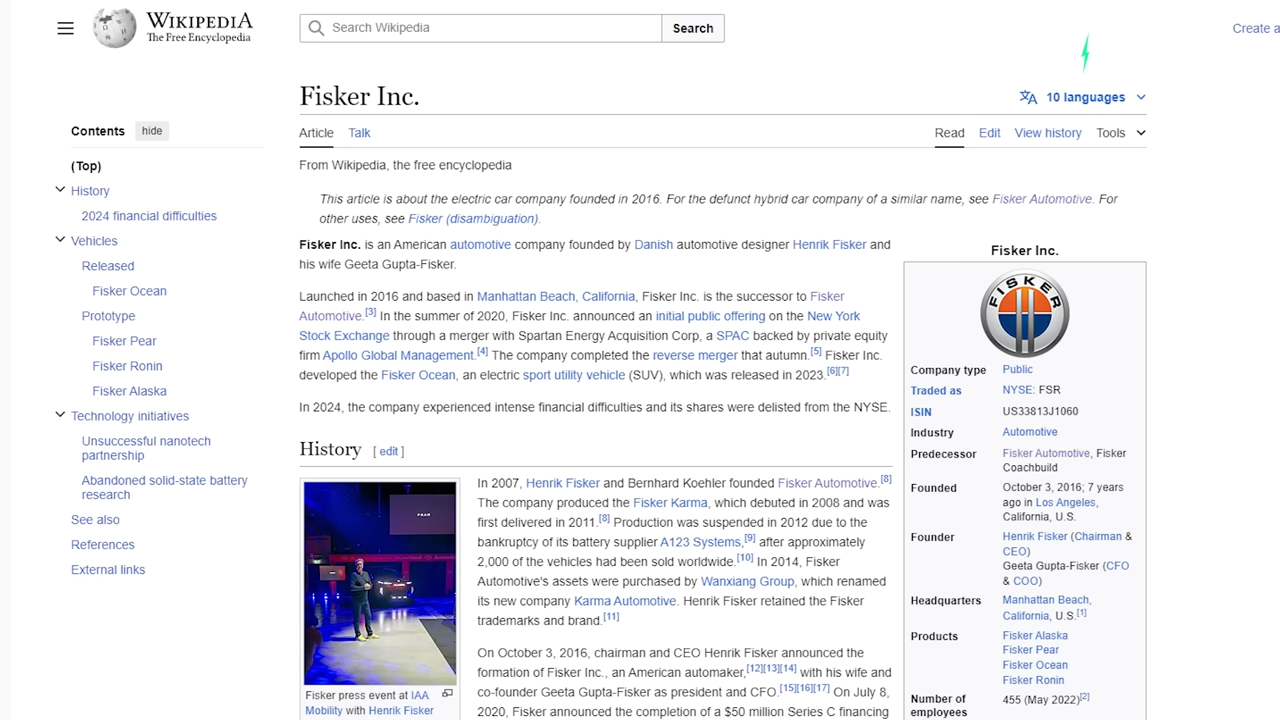 WIKIPEDIA
The Free Encyclopedia
Search Wikipedia
Search
Create a
Fisker Inc.
10 languages
Contents
hide
(Top)
History
2024 financial difficulties
Vehicles
Released
Fisker Ocean
Prototype
Fisker Pear
Fisker Ronin
Fisker Alaska
Technology initiatives
Unsuccessful nanotech
partnership
Abandoned solid-state battery
research
See also
References
External links
Article Talk
Read Edit View history Tools
From Wikipedia, the free encyclopedia
This article is about the electric car company founded in 2016. For the defunct hybrid car company of a similar name, see Fisker Automotive. For
other uses, see Fisker (disambiguation).
Fisker Inc. is an American automotive company founded by Danish automotive designer Henrik Fisker and
his wife Geeta Gupta-Fisker.
Launched in 2016 and based in Manhattan Beach, California, Fisker Inc. is the successor to Fisker
Automotive.[3] In the summer of 2020, Fisker Inc. announced an initial public offering on the New York
Stock Exchange through a merger with Spartan Energy Acquisition Corp, a SPAC backed by private equity
firm Apollo Global Management.[4] The company completed the reverse merger that autumn.[5] Fisker Inc.
developed the Fisker Ocean, an electric sport utility vehicle (SUV), which was released in 2023.[6][7]
In 2024, the company experienced intense financial difficulties and its shares were delisted from the NYSE.
History [ edit ]
In 2007, Henrik Fisker and Bernhard Koehler founded Fisker Automotive.[8]
The company produced the Fisker Karma, which debuted in 2008 and was
first delivered in 2011.[8] Production was suspended in 2012 due to the
bankruptcy of its battery supplier A123 Systems,[9] after approximately
2,000 of the vehicles had been sold worldwide.[10] In 2014, Fisker
Automotive's assets were purchased by Wanxiang Group, which renamed
its new company Karma Automotive. Henrik Fisker retained the Fisker
trademarks and brand.[11]
On October 3, 2016, chairman and CEO Henrik Fisker announced the
formation of Fisker Inc., an American automaker,[12][13][14] with his wife and
co-founder Geeta Gupta-Fisker as president and CFO.[15][16][17] On July 8,
2020, Fisker announced the completion of a $50 million Series C financing
Fisker press event at IAA
Mobility with Henrik Fisker
Fisker Inc.
FISKER
Company type Public
Traded as NYSE: FSR
ISIN US33813J1060
Industry Automotive
Predecessor Fisker Automotive, Fisker
Coachbuild
Founded October 3, 2016; 7 years
ago in Los Angeles,
California, U.S.
Founder Henrik Fisker (Chairman &
CEO)
Geeta Gupta-Fisker (CFO
& COO)
Headquarters Manhattan Beach,
California, U.S.[1]
Products Fisker Alaska
Fisker Pear
Fisker Ocean
Fisker Ronin
Number of 455 (May 2022)[2]
employees